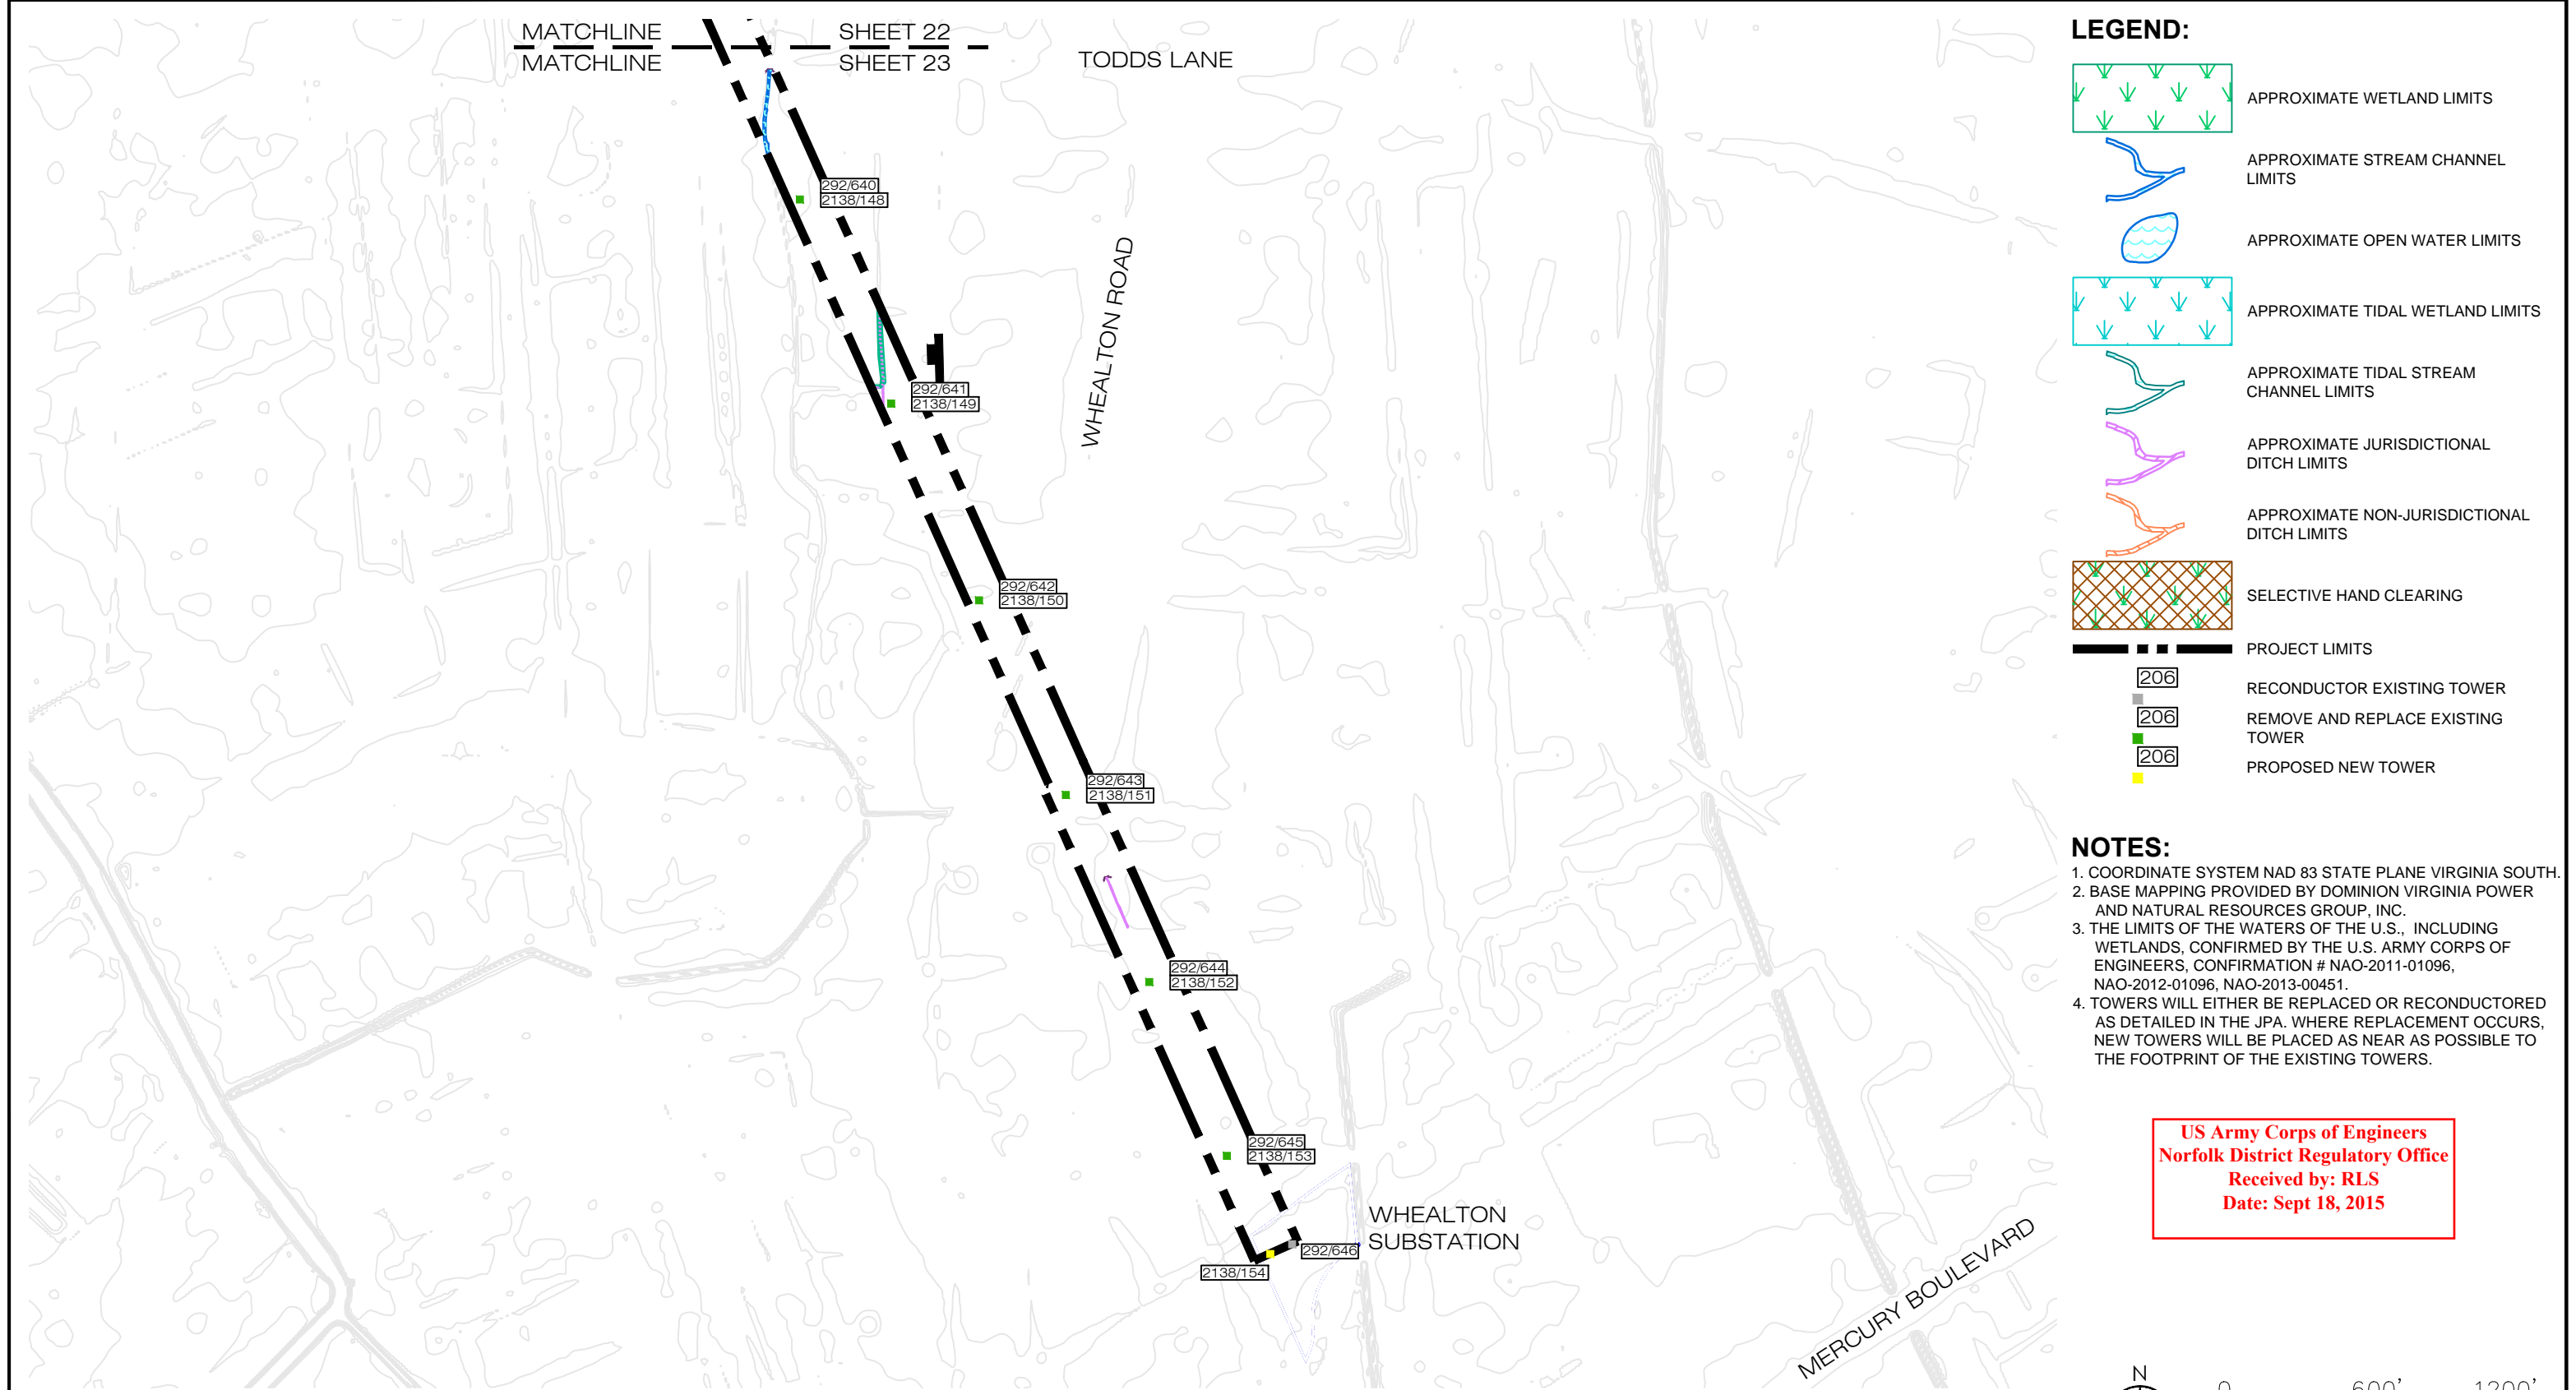 MATCHLINE SHEET 22
MATCHLINE SHEET 23
TODDS LANE
292/640
2138/148
WHEALTON ROAD
292/641
2138/149
292/642
2138/150
292/643
2138/151
292/644
2138/152
292/645
2138/153
WHEALTON
SUBSTATION
292/646
2138/154
MERCURY BOULEVARD
LEGEND:
APPROXIMATE WETLAND LIMITS
APPROXIMATE STREAM CHANNEL
LIMITS
APPROXIMATE OPEN WATER LIMITS
APPROXIMATE TIDAL WETLAND LIMITS
APPROXIMATE TIDAL STREAM
CHANNEL LIMITS
APPROXIMATE JURISDICTIONAL
DITCH LIMITS
APPROXIMATE NON-JURISDICTIONAL
DITCH LIMITS
SELECTIVE HAND CLEARING
PROJECT LIMITS
206
RECONDUCTOR EXISTING TOWER
206
REMOVE AND REPLACE EXISTING
TOWER
206
PROPOSED NEW TOWER
NOTES:
1. COORDINATE SYSTEM NAD 83 STATE PLANE VIRGINIA SOUTH.
2. BASE MAPPING PROVIDED BY DOMINION VIRGINIA POWER
AND NATURAL RESOURCES GROUP, INC.
3. THE LIMITS OF THE WATERS OF THE U.S., INCLUDING
WETLANDS, CONFIRMED BY THE U.S. ARMY CORPS OF
ENGINEERS, CONFIRMATION # NAO-2011-01096,
NAO-2012-01096, NAO-2013-00451.
4. TOWERS WILL EITHER BE REPLACED OR RECONDUCTORED
AS DETAILED IN THE JPA. WHERE REPLACEMENT OCCURS,
NEW TOWERS WILL BE PLACED AS NEAR AS POSSIBLE TO
THE FOOTPRINT OF THE EXISTING TOWERS.
US Army Corps of Engineers
Norfolk District Regulatory Office
Received by: RLS
Date: Sept 18, 2015
N
0 600' 1200'